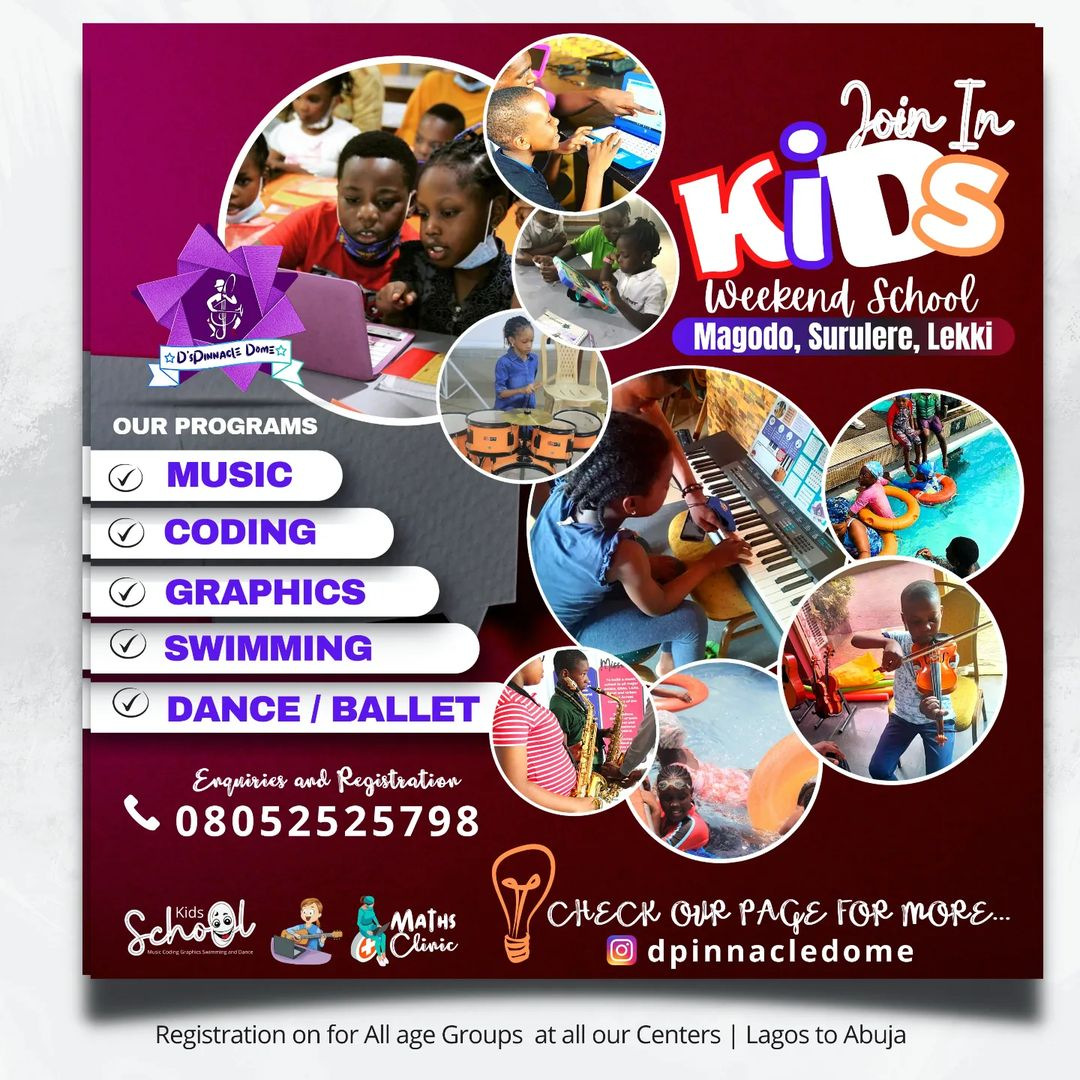 Join In
KiDS
Weekend School
Magodo, Surulere, Lekki
D'sPinnaclE DomE
OUR PROGRAMS
MUSIC
CODING
GRAPHICS
SWIMMING
DANCE / BALLET
Enquiries and Registration
08052525798
Kids
SchoOl
Music Coding Graphics Swimming and Dance
MaTHs
Clinic
CHECK OUR PAGE FOR MORE...
dpinnacledome
Registration on for All age Groups at all our Centers | Lagos to Abuja